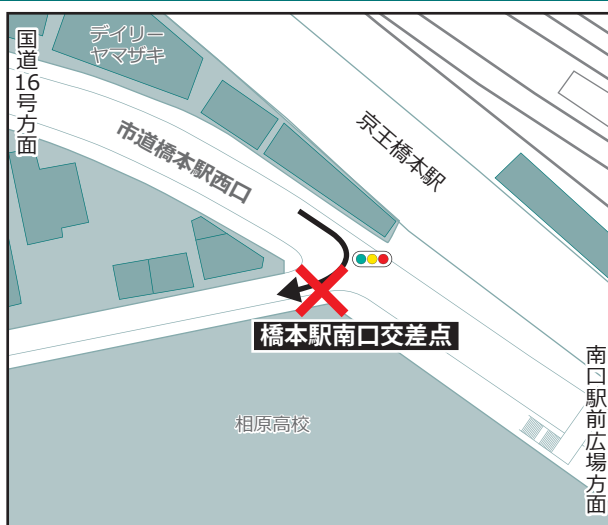 国道16号方面
デイリー
ヤマザキ
市道橋本駅西口
京王橋本駅
橋本駅南口交差点
相原高校
南口駅前広場方面